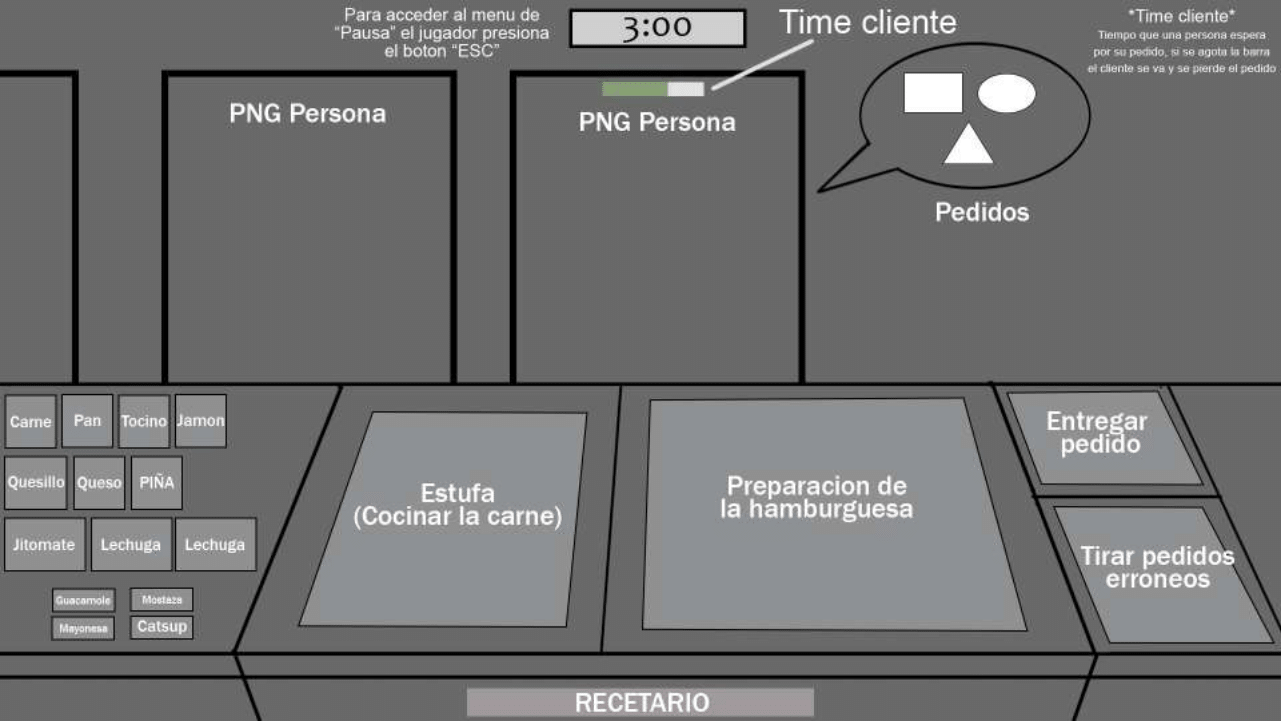 Para acceder al menu de
“Pausa” el jugador presiona
el boton “ESC”
3:00
Time cliente
*Time cliente*
Tiempo que una persona espera
por su pedido, si se agota la barra
el cliente se va y se pierde el pedido
PNG Persona
PNG Persona
Pedidos
Carne
Pan
Tocino
Jamon
Quesillo
Queso
PIÑA
Jitomate
Lechuga
Lechuga
Guacamole
Mostaza
Mayonesa
Catsup
Estufa
(Cocinar la carne)
Preparacion de
la hamburguesa
Entregar
pedido
Tirar pedidos
erroneos
RECETARIO